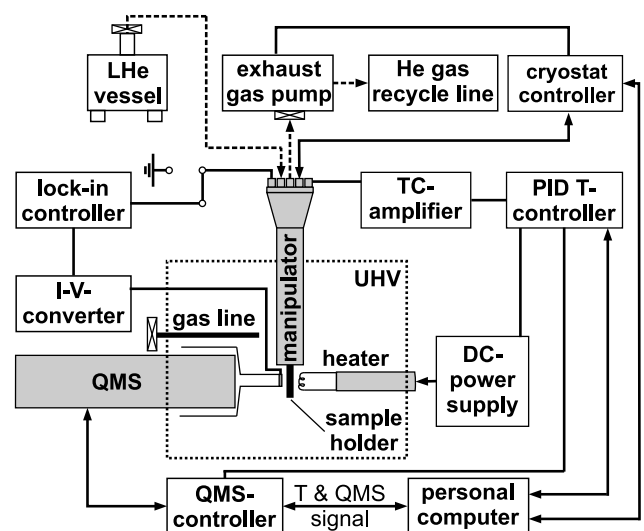 LHe
vessel
exhaust
gas pump
He gas
recycle line
cryostat
controller
lock-in
controller
TC-
amplifier
PID T-
controller
I-V-
converter
manipulator
UHV
gas line
QMS
heater
DC-
power
supply
sample
holder
QMS-
controller
T & QMS
signal
personal
computer